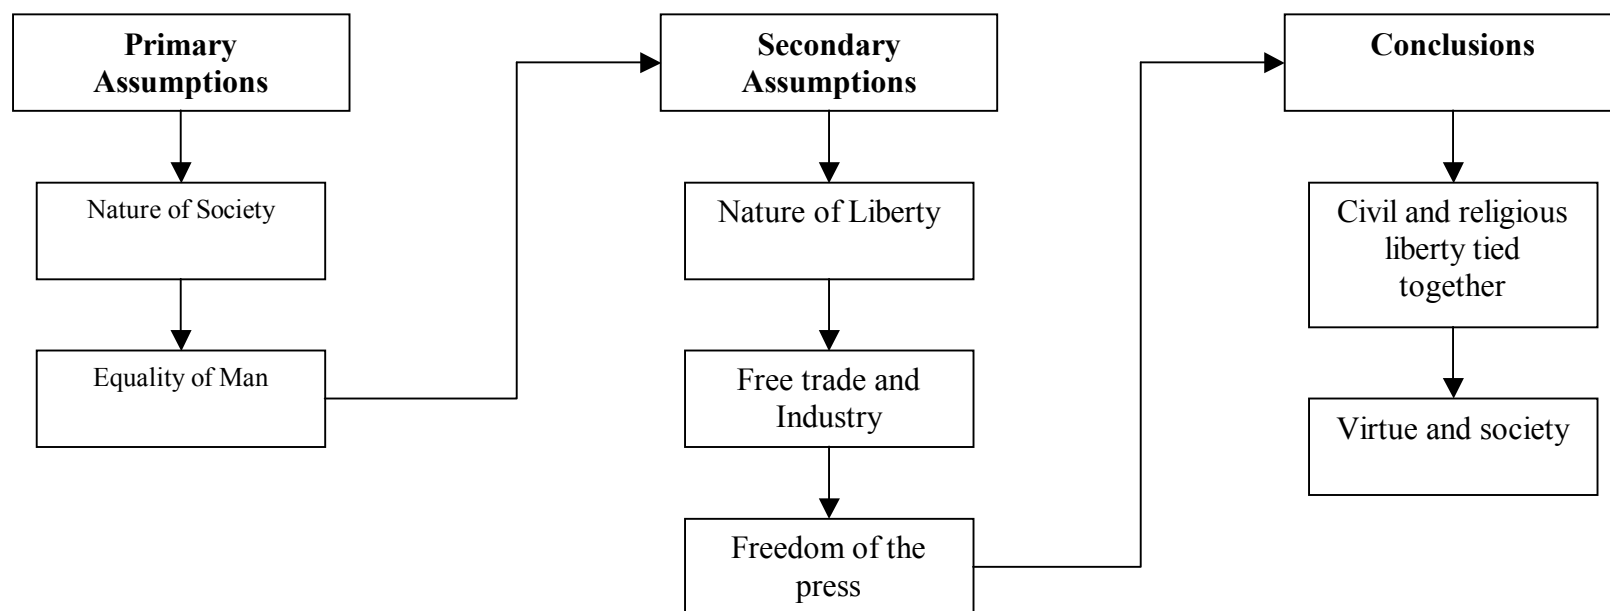 Primary
Assumptions
Nature of Society
Equality of Man
Secondary
Assumptions
Nature of Liberty
Free trade and
Industry
Freedom of the
press
Conclusions
Civil and religious
liberty tied
together
Virtue and society